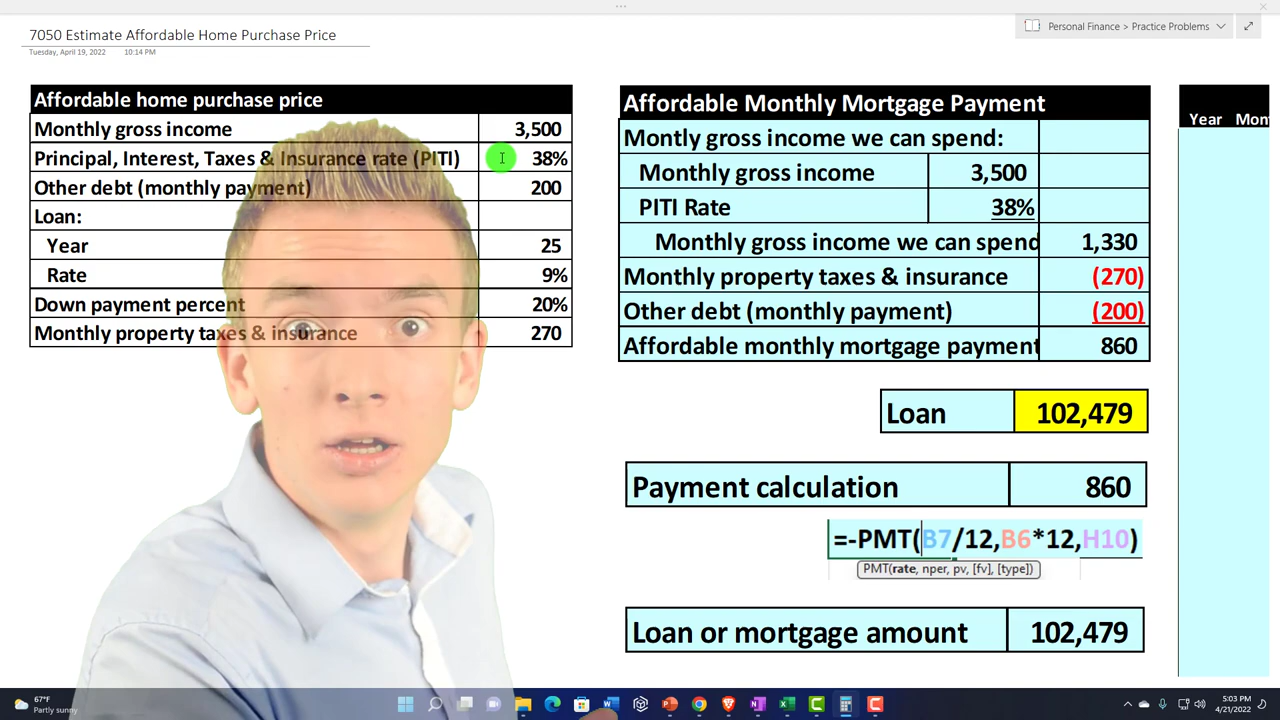 7050 Estimate Affordable Home Purchase Price
Tuesday, April 19, 2022 10:14 PM
Personal Finance > Practice Problems
Affordable home purchase price
Monthly gross income 3,500
Principal, Interest, Taxes & Insurance rate (PITI) 38%
Other debt (monthly payment) 200
Loan:
Year 25
Rate 9%
Down payment percent 20%
Monthly property taxes & insurance 270
Affordable Monthly Mortgage Payment
Montly gross income we can spend:
Monthly gross income 3,500
PITI Rate 38%
Monthly gross income we can spend 1,330
Monthly property taxes & insurance (270)
Other debt (monthly payment) (200)
Affordable monthly mortgage payment 860
Loan 102,479
Payment calculation 860
=-PMT(B7/12,B6*12,H10)
PMT(rate, nper, pv, [fv], [type])
Loan or mortgage amount 102,479
Year Mon
67°F
Partly sunny
5:03 PM
4/21/2022